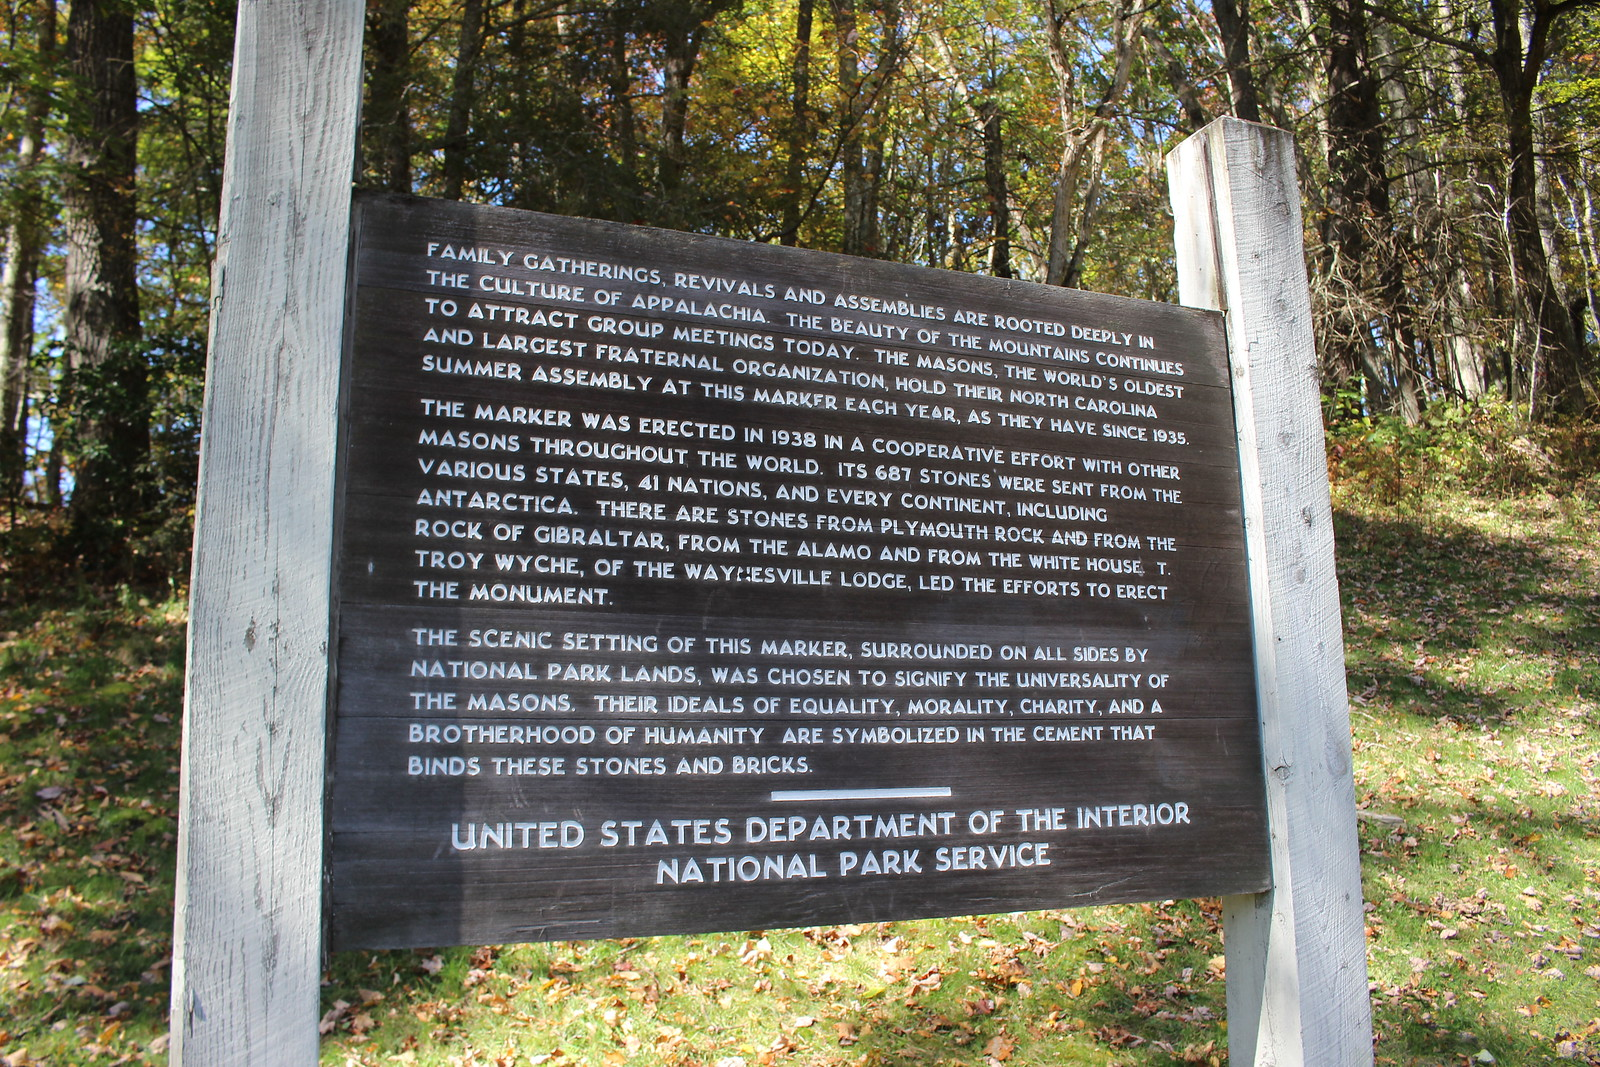 FAMILY GATHERINGS, REVIVALS AND ASSEMBLIES ARE ROOTED DEEPLY IN
THE CULTURE OF APPALACHIA. THE BEAUTY OF THE MOUNTAINS CONTINUES
TO ATTRACT GROUP MEETINGS TODAY. THE MASONS, THE WORLD'S OLDEST
AND LARGEST FRATERNAL ORGANIZATION, HOLD THEIR NORTH CAROLINA
SUMMER ASSEMBLY AT THIS MARKER EACH YEAR, AS THEY HAVE SINCE 1935.
THE MARKER WAS ERECTED IN 1938 IN A COOPERATIVE EFFORT WITH OTHER
MASONS THROUGHOUT THE WORLD. ITS 687 STONES WERE SENT FROM THE
VARIOUS STATES, 41 NATIONS, AND EVERY CONTINENT, INCLUDING
ANTARCTICA. THERE ARE STONES FROM PLYMOUTH ROCK AND FROM THE
ROCK OF GIBRALTAR, FROM THE ALAMO AND FROM THE WHITE HOUSE. T.
TROY WYCHE, OF THE WAYNESVILLE LODGE, LED THE EFFORTS TO ERECT
THE MONUMENT.
THE SCENIC SETTING OF THIS MARKER, SURROUNDED ON ALL SIDES BY
NATIONAL PARK LANDS, WAS CHOSEN TO SIGNIFY THE UNIVERSALITY OF
THE MASONS. THEIR IDEALS OF EQUALITY, MORALITY, CHARITY, AND A
BROTHERHOOD OF HUMANITY ARE SYMBOLIZED IN THE CEMENT THAT
BINDS THESE STONES AND BRICKS.
UNITED STATES DEPARTMENT OF THE INTERIOR
NATIONAL PARK SERVICE